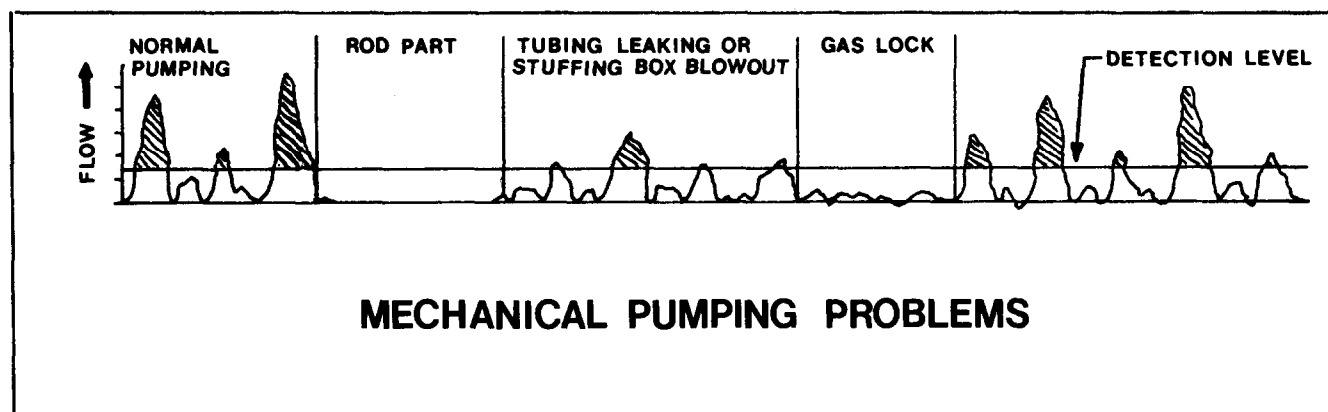 NORMAL
PUMPING
ROD PART
TUBING LEAKING OR
STUFFING BOX BLOWOUT
GAS LOCK
DETECTION LEVEL
FLOW
MECHANICAL PUMPING PROBLEMS